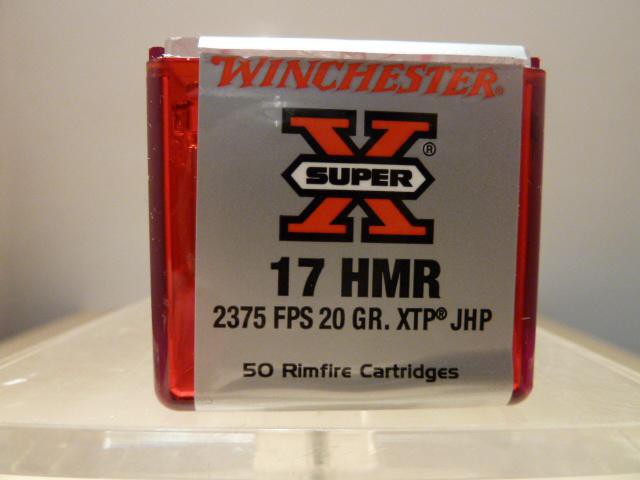 WINCHESTER®
X®
SUPER
17 HMR
2375 FPS 20 GR. XTP® JHP
50 Rimfire Cartridges